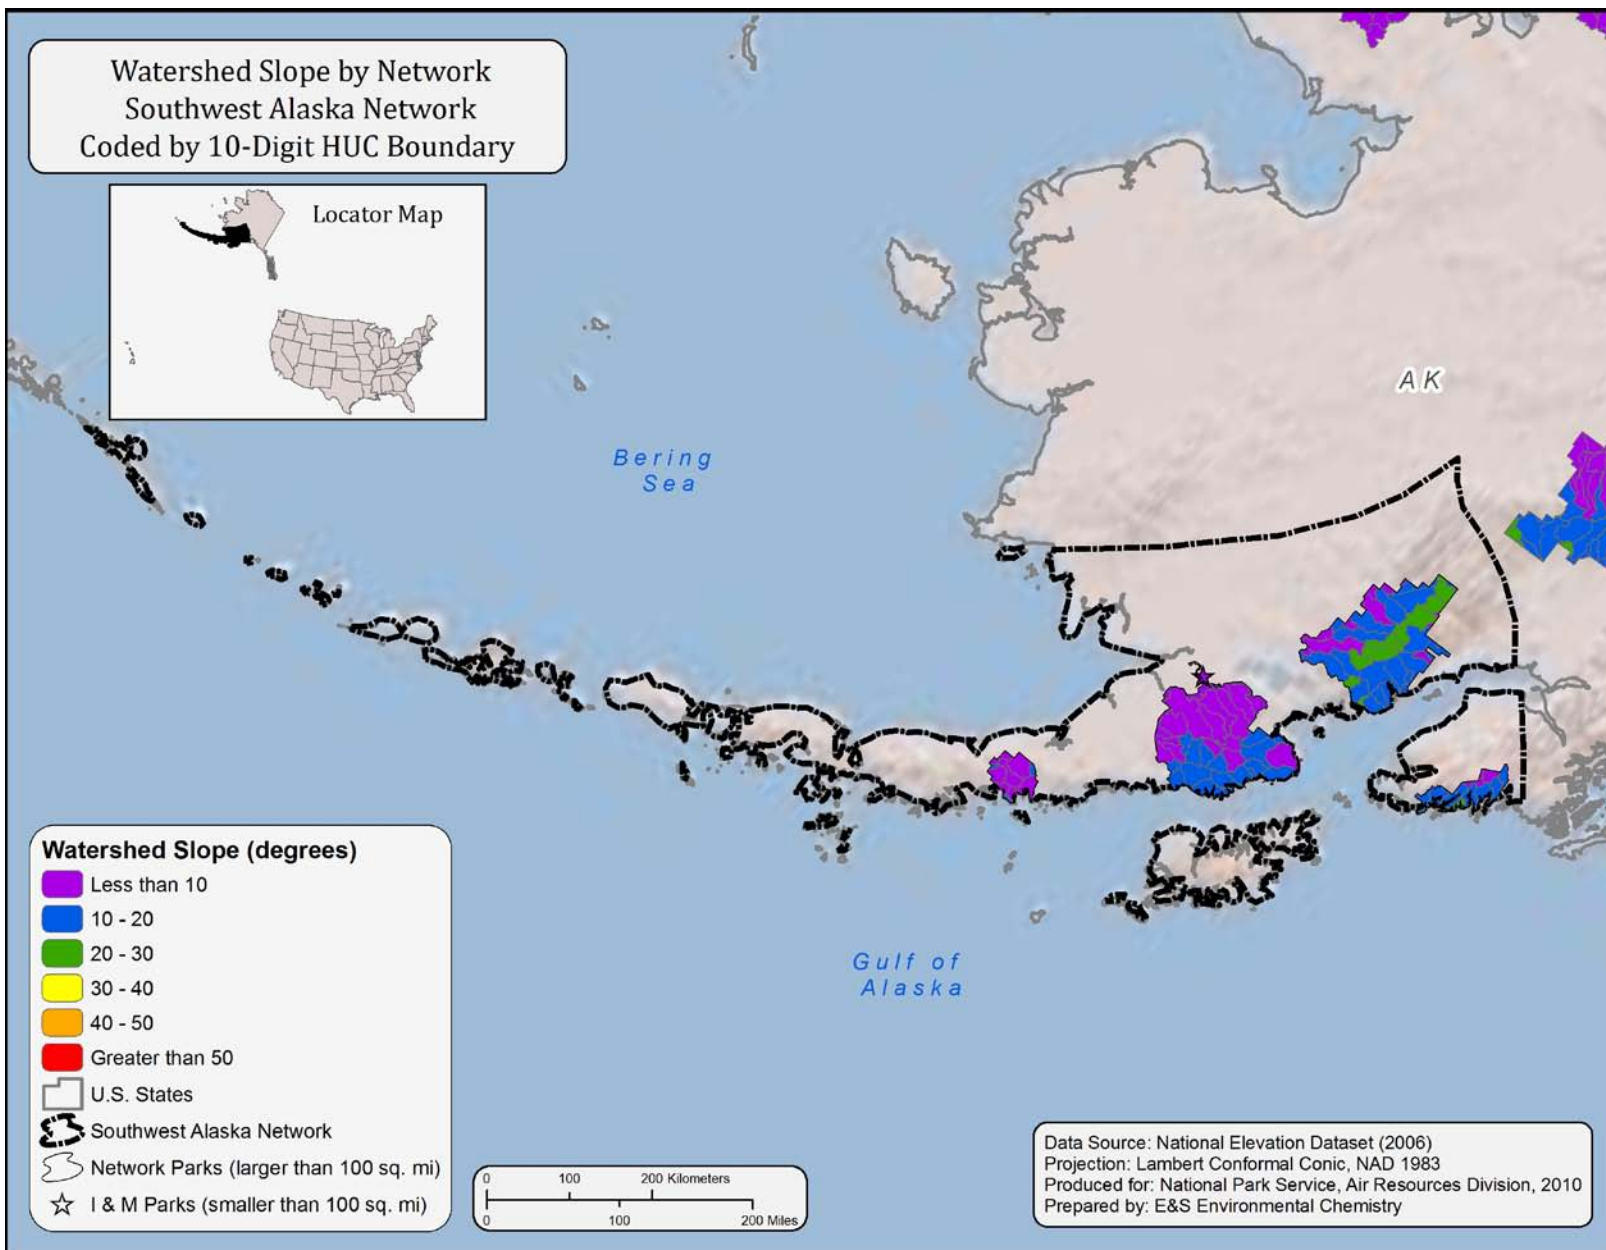 Watershed Slope by Network
Southwest Alaska Network
Coded by 10-Digit HUC Boundary
Locator Map
AK
Bering
Sea
Gulf of
Alaska
Watershed Slope (degrees)
Less than 10
10 - 20
20 - 30
30 - 40
40 - 50
Greater than 50
U.S. States
Southwest Alaska Network
Network Parks (larger than 100 sq. mi)
I & M Parks (smaller than 100 sq. mi)
0 100 200 Kilometers
0 100 200 Miles
Data Source: National Elevation Dataset (2006)
Projection: Lambert Conformal Conic, NAD 1983
Produced for: National Park Service, Air Resources Division, 2010
Prepared by: E&S Environmental Chemistry